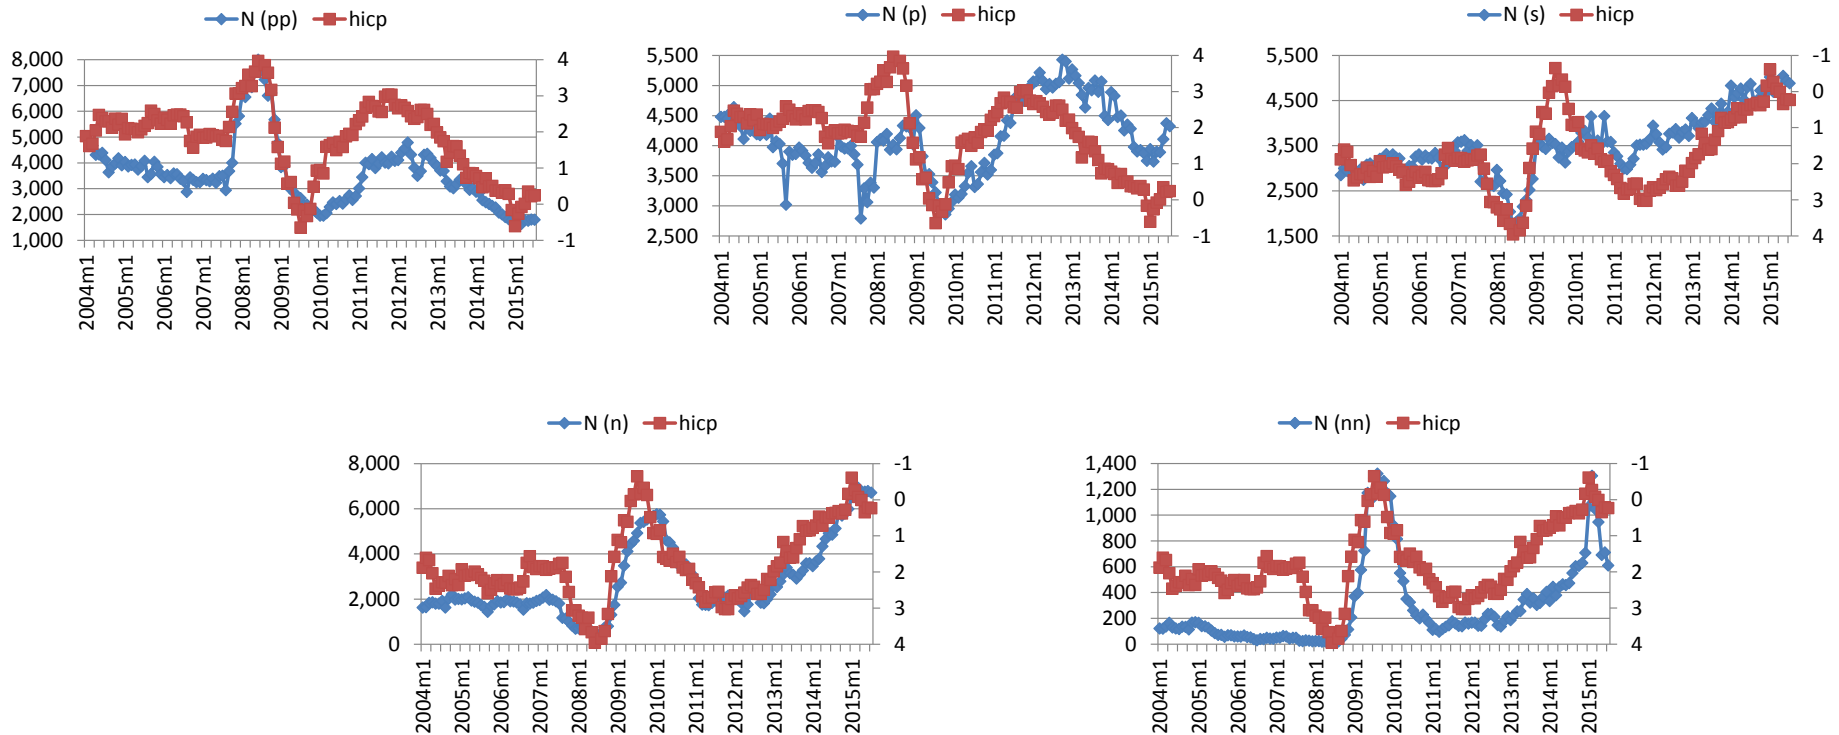 N (pp) hicp
8,000
7,000
6,000
5,000
4,000
3,000
2,000
1,000
4
3
2
1
0
-1
2004m1
2005m1
2006m1
2007m1
2008m1
2009m1
2010m1
2011m1
2012m1
2013m1
2014m1
2015m1
N (p) hicp
5,500
5,000
4,500
4,000
3,500
3,000
2,500
4
3
2
1
0
-1
2004m1
2005m1
2006m1
2007m1
2008m1
2009m1
2010m1
2011m1
2012m1
2013m1
2014m1
2015m1
N (s) hicp
5,500
4,500
3,500
2,500
1,500
-1
0
1
2
3
4
2004m1
2005m1
2006m1
2007m1
2008m1
2009m1
2010m1
2011m1
2012m1
2013m1
2014m1
2015m1
N (n) hicp
8,000
6,000
4,000
2,000
0
-1
0
1
2
3
4
2004m1
2005m1
2006m1
2007m1
2008m1
2009m1
2010m1
2011m1
2012m1
2013m1
2014m1
2015m1
N (nn) hicp
1,400
1,200
1,000
800
600
400
200
0
-1
0
1
2
3
4
2004m1
2005m1
2006m1
2007m1
2008m1
2009m1
2010m1
2011m1
2012m1
2013m1
2014m1
2015m1